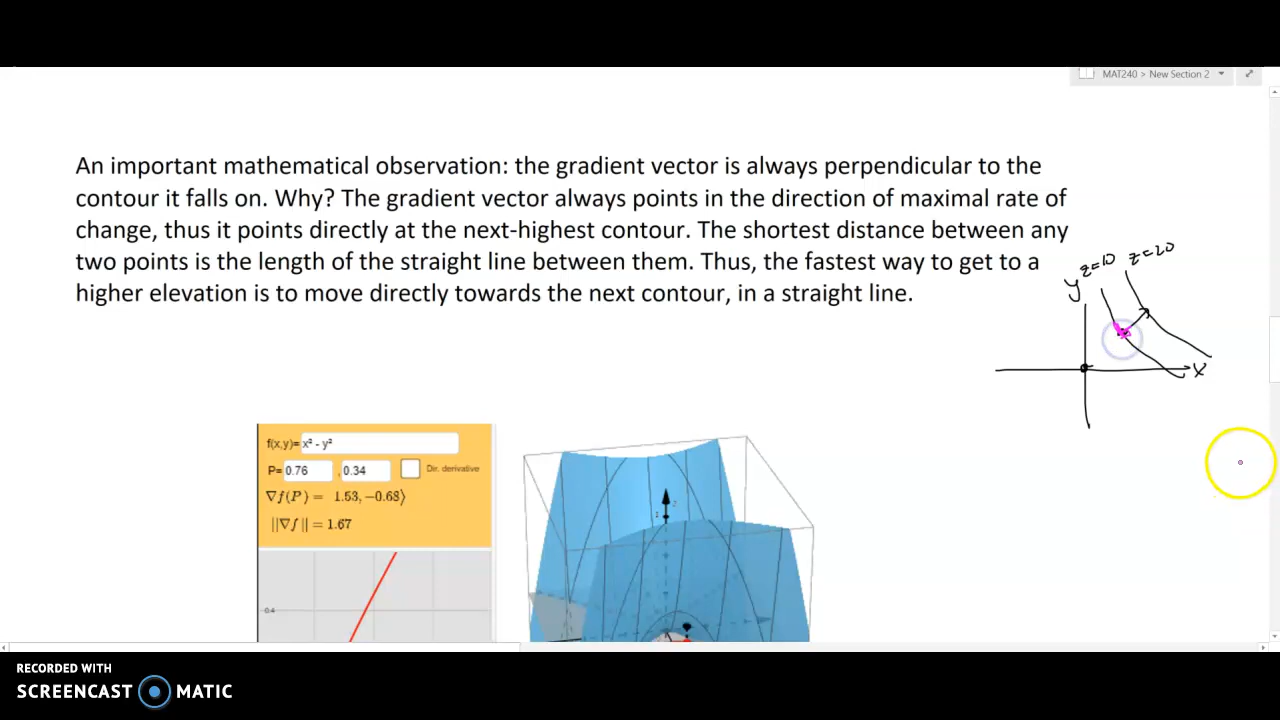 MAT240 > New Section 2
An important mathematical observation: the gradient vector is always perpendicular to the
contour it falls on. Why? The gradient vector always points in the direction of maximal rate of
change, thus it points directly at the next-highest contour. The shortest distance between any
two points is the length of the straight line between them. Thus, the fastest way to get to a
higher elevation is to move directly towards the next contour, in a straight line.
z=10 z=20
y
x
f(x,y)= x² - y²
P= 0.76 , 0.34 Dir. derivative
∇f(P) = 1.53, −0.68⟩
||∇f || = 1.67
0.4
1 z
RECORDED WITH
SCREENCAST MATIC